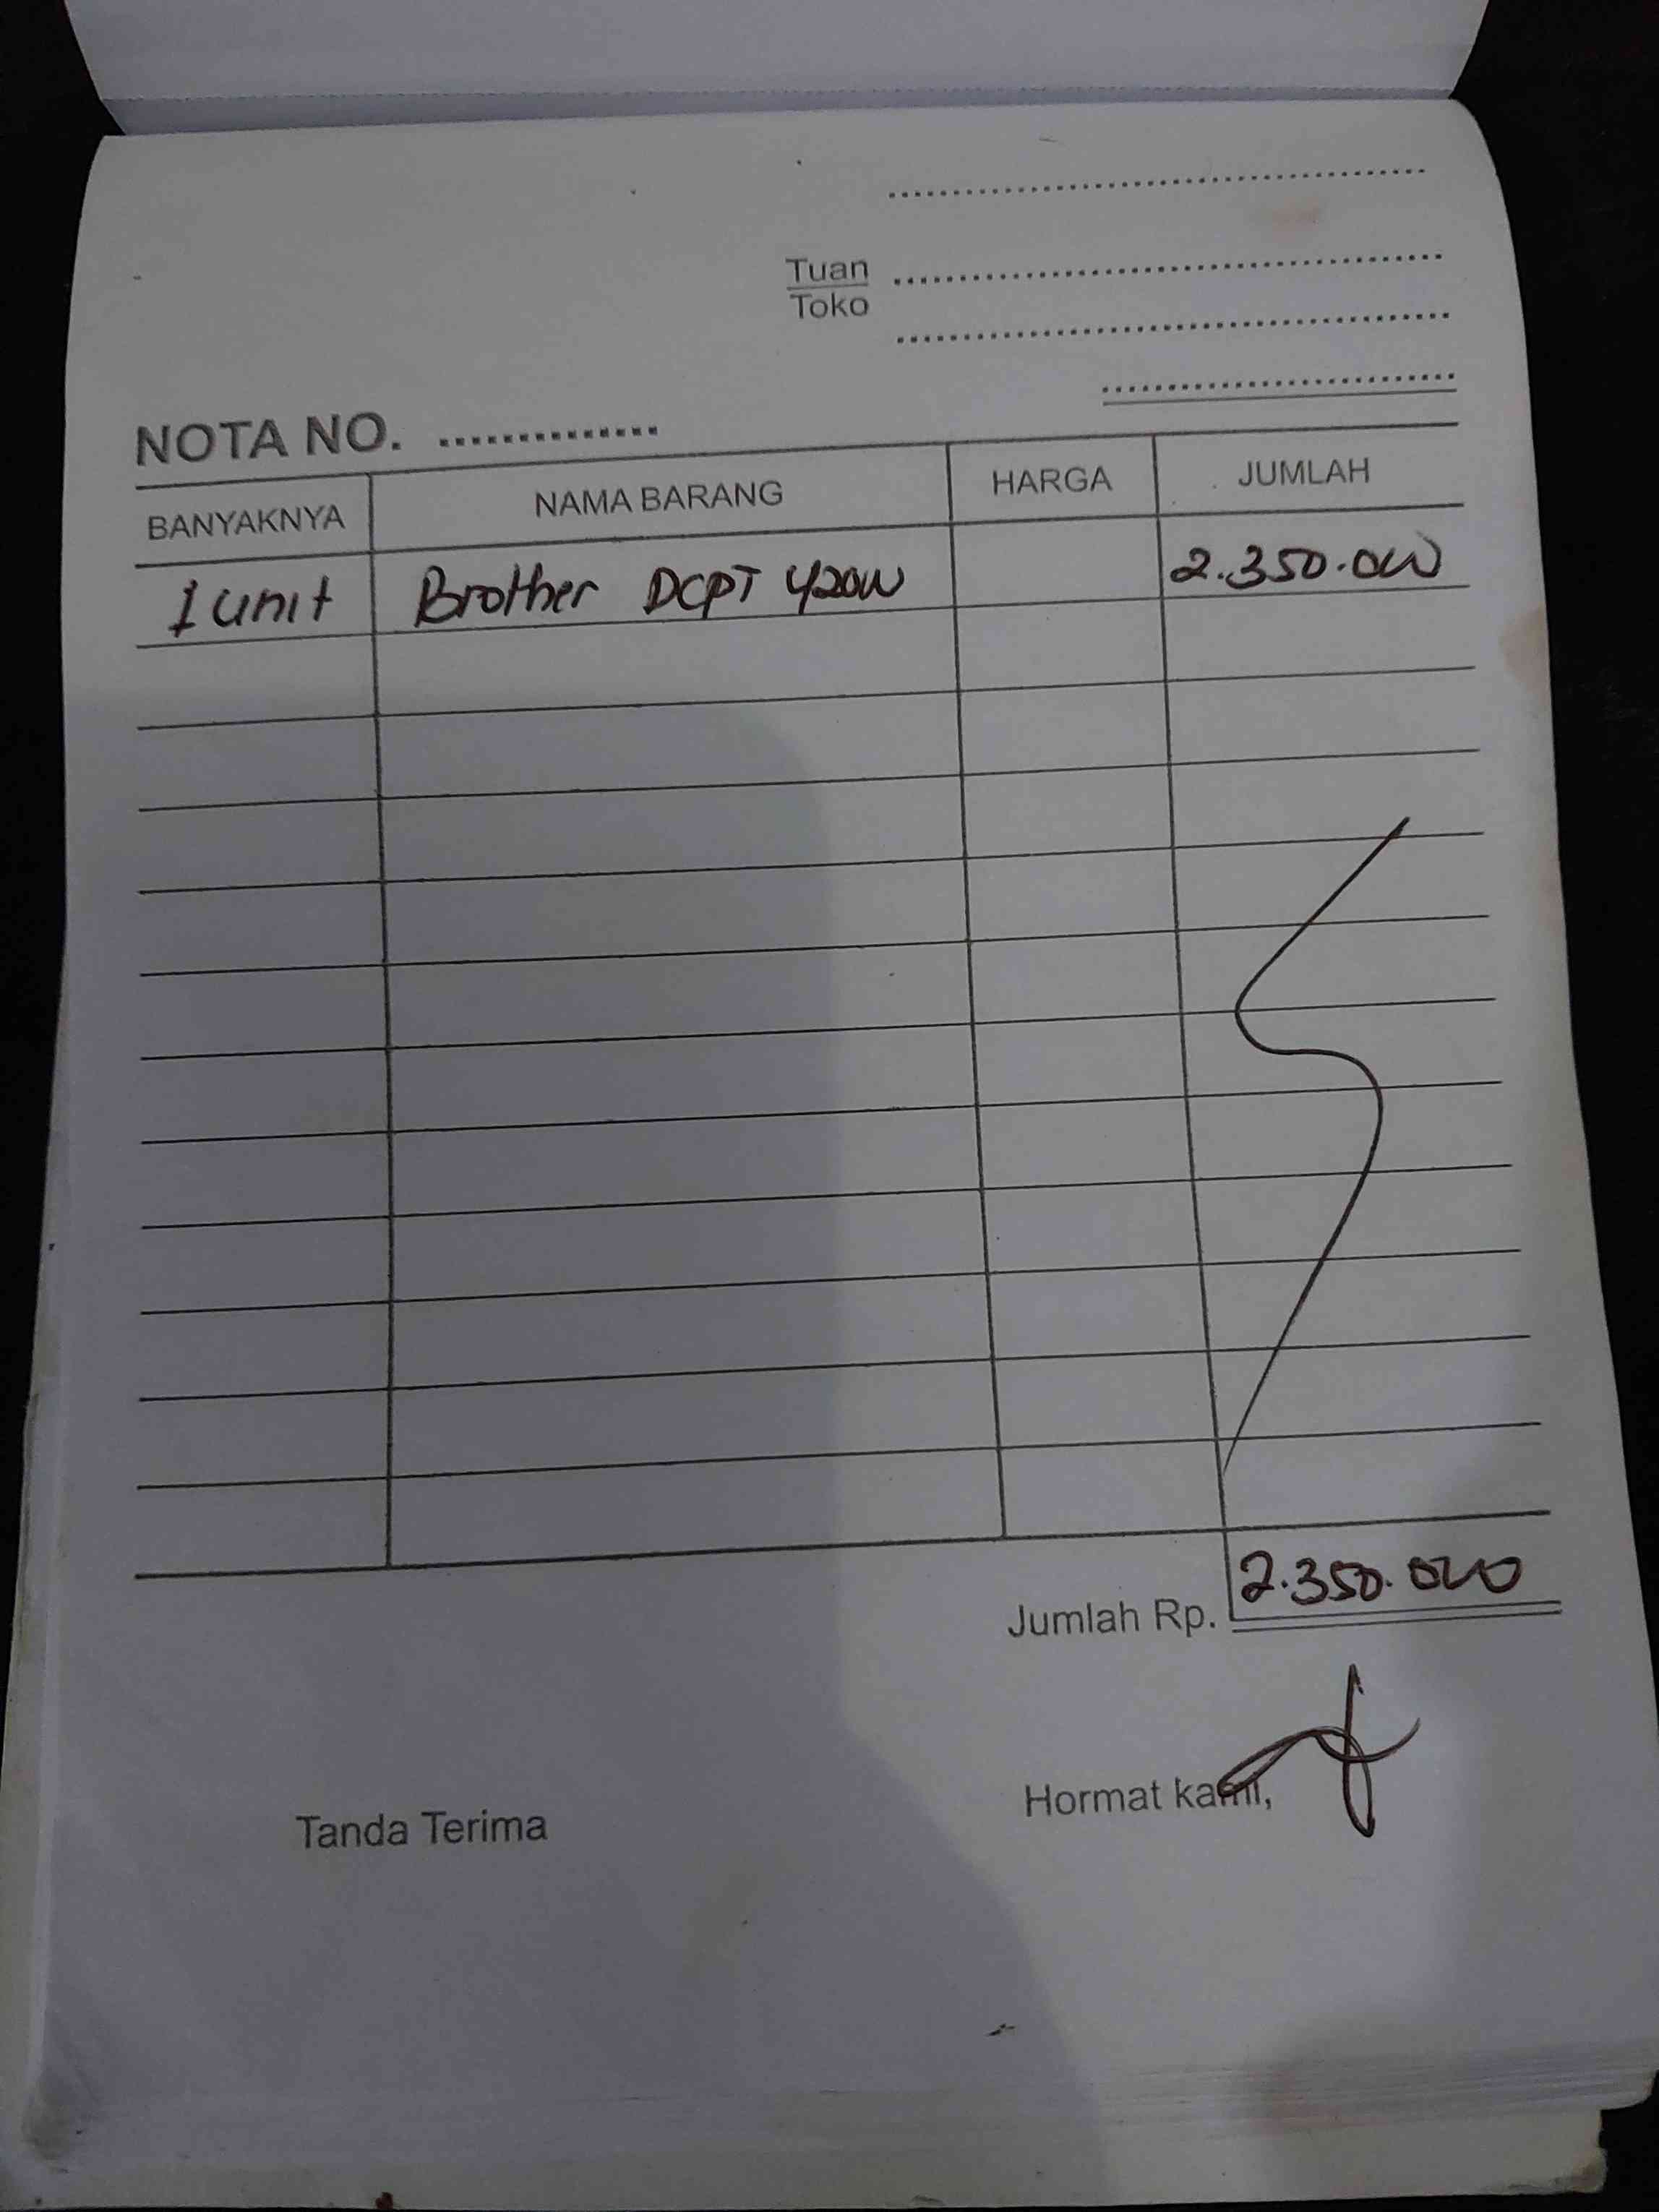 Tuan
Toko
NOTA NO.
BANYAKNYA NAMA BARANG HARGA JUMLAH
1 unit Brother DCPT 420W 2.350.000
Jumlah Rp. 2.350.000
Tanda Terima Hormat kami,